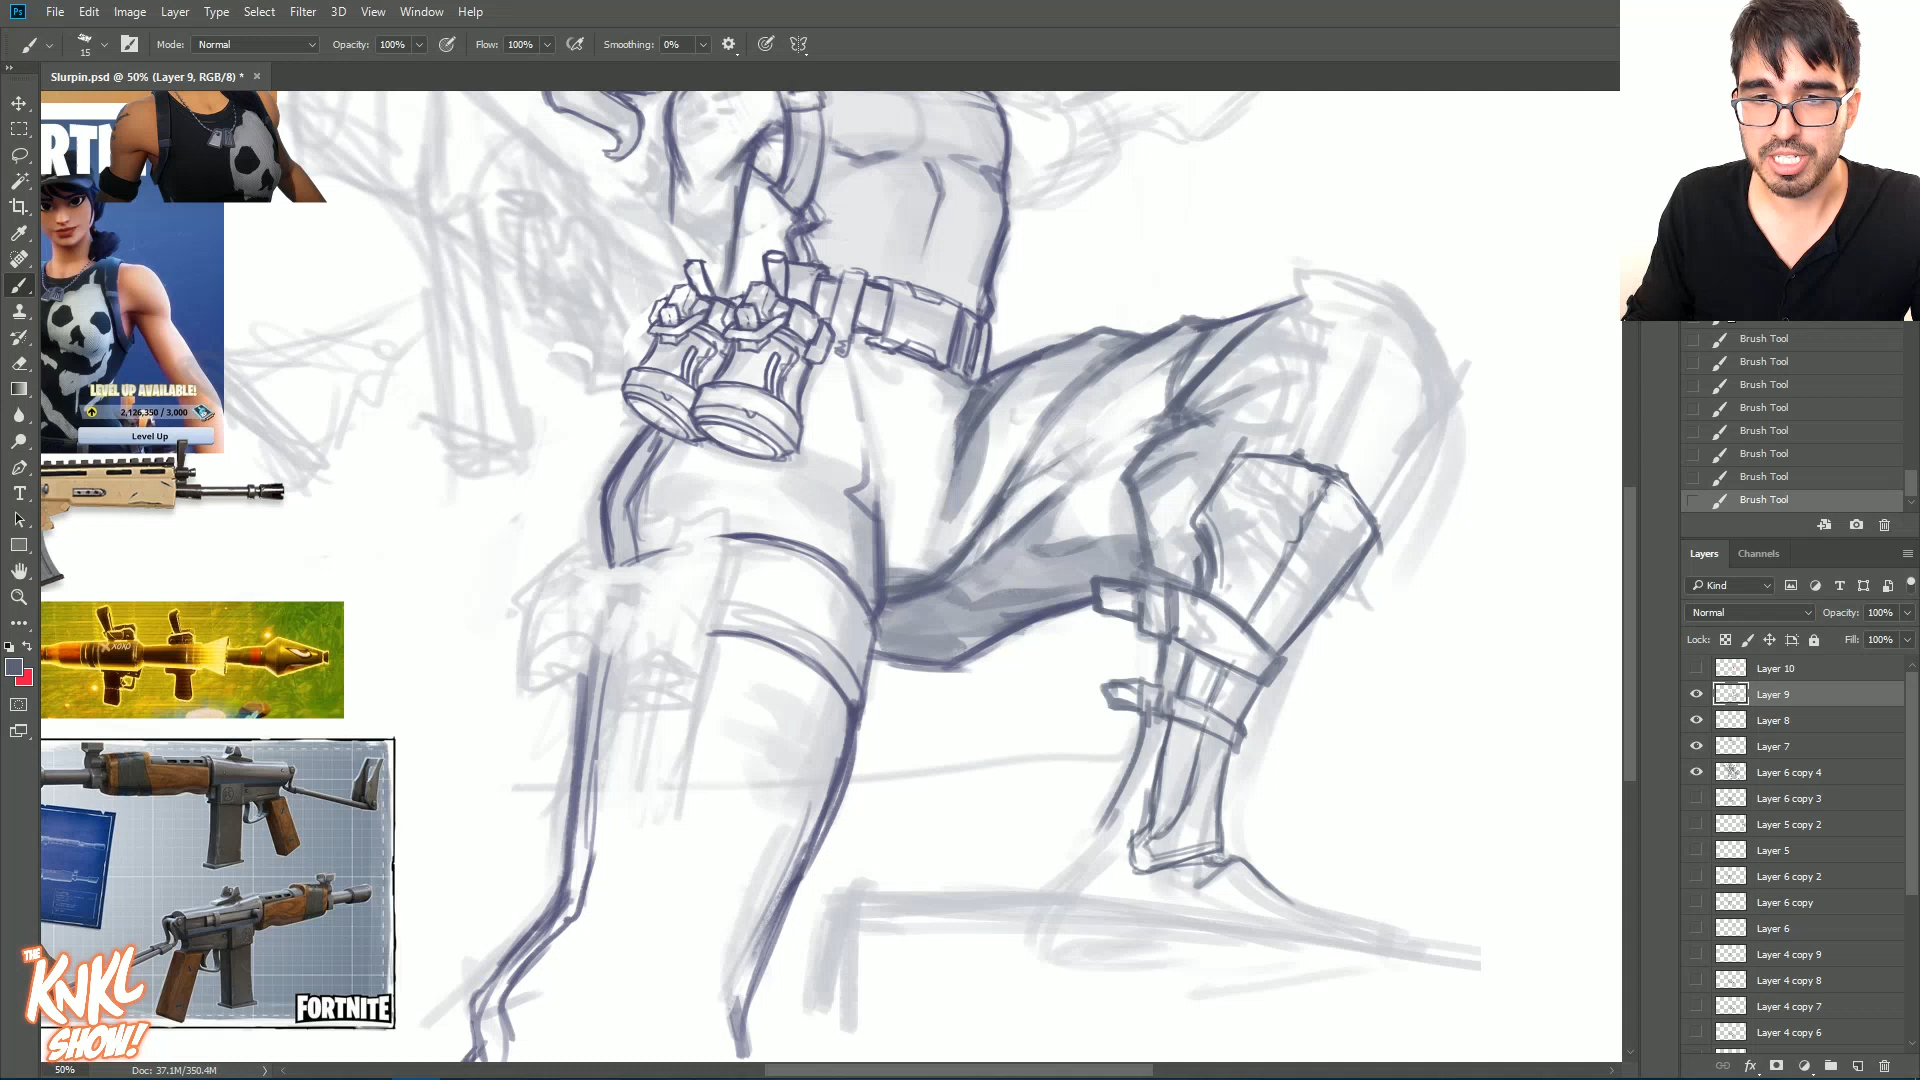 Ps File Edit Image Layer Type Select Filter 3D View Window Help
15 Mode: Normal Opacity: 100% Flow: 100% Smoothing: 0%
Slurpin.psd @ 50% (Layer 9, RGB/8) * ×
RTN
LEVEL UP AVAILABLE!
2,126,350 / 3,000
Level Up
XOXO
FORTNITE
THE
KNKL
SHOW!
50% Doc: 37.1M/350.4M
Brush Tool
Brush Tool
Brush Tool
Brush Tool
Brush Tool
Brush Tool
Brush Tool
Brush Tool
Layers Channels
Kind
Normal Opacity: 100%
Lock: Fill: 100%
Layer 10
Layer 9
Layer 8
Layer 7
Layer 6 copy 4
Layer 6 copy 3
Layer 5 copy 2
Layer 5
Layer 6 copy 2
Layer 6 copy
Layer 6
Layer 4 copy 9
Layer 4 copy 8
Layer 4 copy 7
Layer 4 copy 6
fx